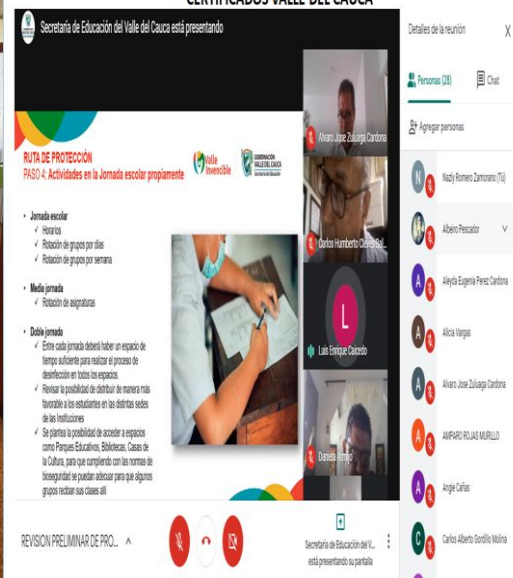 CERTIFICADOS VALLE DEL CAUCA
Secretaría de Educación del Valle del Cauca está presentando
RUTA DE PROTECCIÓN
PASO 4: Actividades en la Jornada escolar propiamente
Valle
Invencible
GOBERNACIÓN
VALLE DEL CAUCA
Secretaría de Educación
• Jornada escolar
✓ Horarios
✓ Rotación de grupos por días
✓ Rotación de grupos por semana
• Media jornada
✓ Rotación de asignaturas
• Doble jornada
✓ Entre cada jornada deberá haber un espacio de
tiempo suficiente para realizar el proceso de
desinfección en todos los espacios.
✓ Revisar la posibilidad de distribuir de manera más
favorable a los estudiantes en las distintas sedes
de las Instituciones
✓ Se plantea la posibilidad de acceder a espacios
como Parques Educativos, Bibliotecas, Casas de
la Cultura, para que cumpliendo con las normas de
bioseguridad se puedan adecuar para que algunos
grupos reciban sus clases allí
Alvaro Jose Zuluaga Cardona
Carlos Humberto Cleves Bal...
L
Luis Enrique Caicedo
Daniela Arroyo
REVISION PRELIMINAR DE PRO...
Secretaría de Educación del V...
está presentando su pantalla
Detalles de la reunión X
Personas (28) Chat
Agregar personas
N Nazly Romero Zamorano (Tú)
Albeiro Pescador
A Aleyda Eugenia Perez Cardona
A Alicia Vargas
A Alvaro Jose Zuluaga Cardona
A AMPARO ROJAS MURILLO
A Angie Cañas
C Carlos Alberto Gordillo Molina